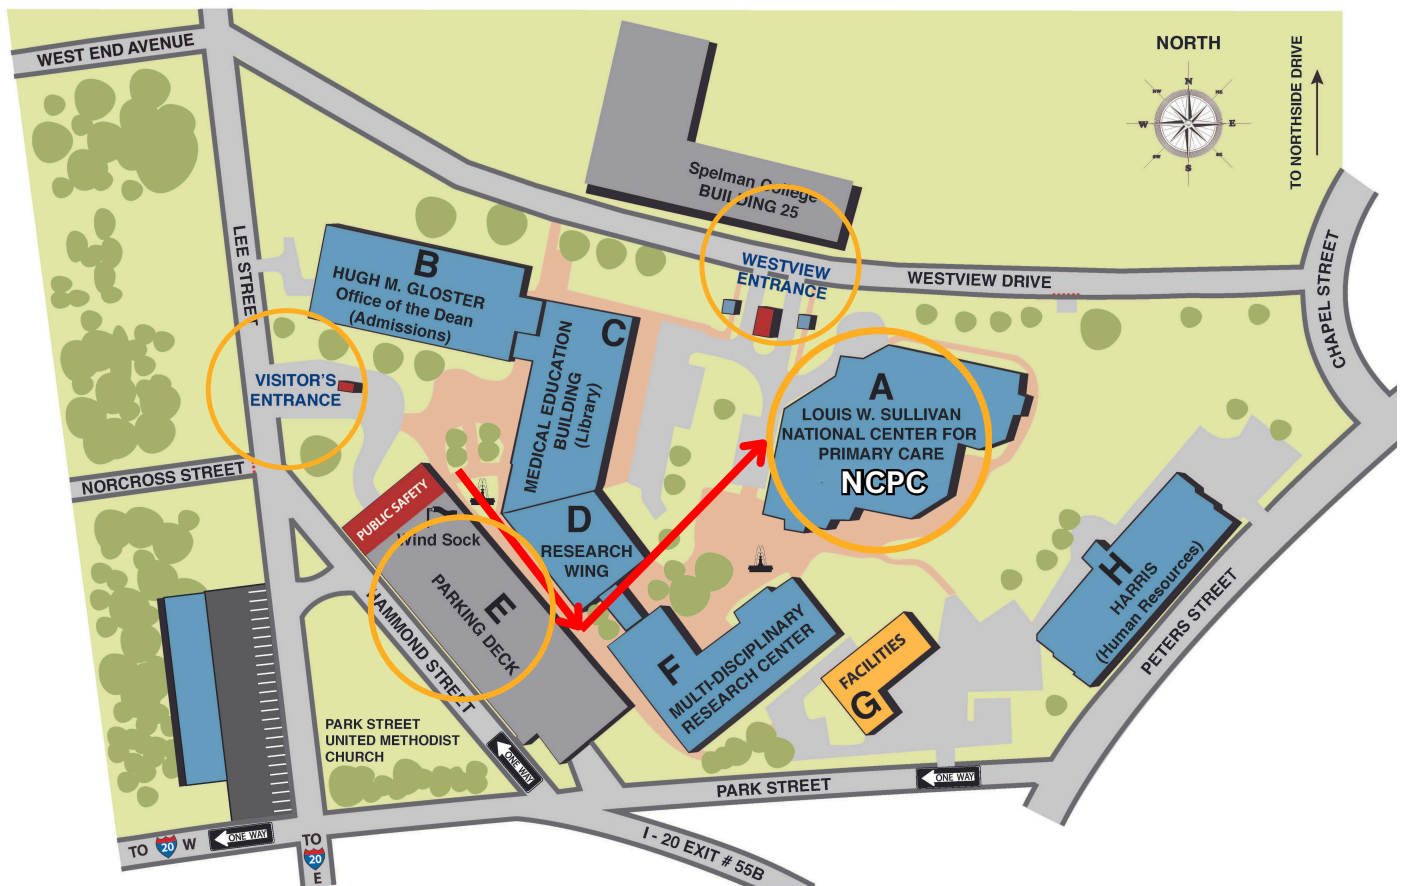 WEST END AVENUE
NORTH
N
NW
NE
W
E
SW
SE
S
TO NORTHSIDE DRIVE
Spelman College
BUILDING 25
LEE STREET
B
HUGH M. GLOSTER
Office of the Dean
(Admissions)
WESTVIEW
ENTRANCE
WESTVIEW DRIVE
CHAPEL STREET
C
MEDICAL EDUCATION
BUILDING
(Library)
VISITOR'S
ENTRANCE
A
LOUIS W. SULLIVAN
NATIONAL CENTER FOR
PRIMARY CARE
NCPC
NORCROSS STREET
PUBLIC SAFETY
Wind Sock
D
RESEARCH
WING
E
PARKING DECK
HAMMOND STREET
F
MULTI-DISCIPLINARY
RESEARCH CENTER
FACILITIES
G
H
HARRIS
(Human Resources)
PETERS STREET
PARK STREET
UNITED METHODIST
CHURCH
ONE WAY
PARK STREET
ONE WAY
TO 20 W
ONE WAY
TO
20
E
I - 20 EXIT # 55B